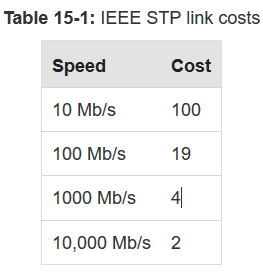 Table 15-1: IEEE STP link costs
Speed Cost
10 Mb/s 100
100 Mb/s 19
1000 Mb/s 4
10,000 Mb/s 2